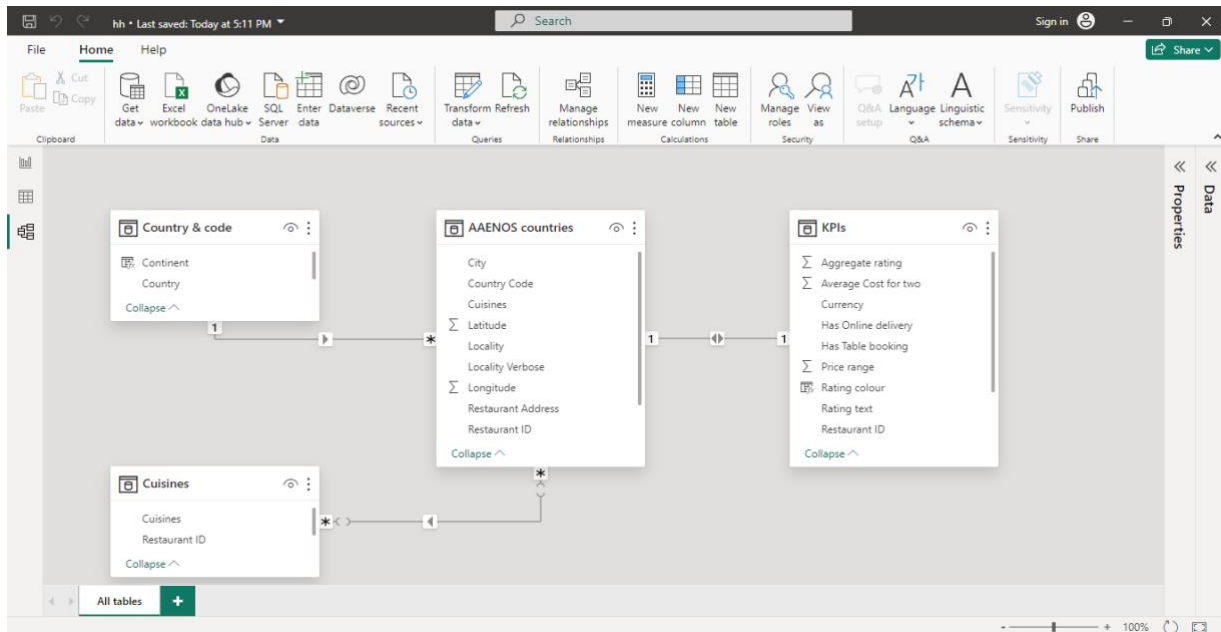 hh • Last saved: Today at 5:11 PM
Search
Sign in
File Home Help
Share
Paste
Cut
Copy
Clipboard
Get data
Excel workbook
OneLake data hub
SQL Server
Enter data
Dataverse
Recent sources
Data
Transform data
Refresh
Queries
Manage relationships
Relationships
New measure
New column
New table
Calculations
Manage roles
View as
Security
Q&A setup
Language
Linguistic schema
Q&A
Sensitivity
Sensitivity
Publish
Share
Country & code
Continent
Country
Collapse
1
*
AAENOS countries
City
Country Code
Cuisines
Latitude
Locality
Locality Verbose
Longitude
Restaurant Address
Restaurant ID
Collapse
1
1
KPIs
Aggregate rating
Average Cost for two
Currency
Has Online delivery
Has Table booking
Price range
Rating colour
Rating text
Restaurant ID
Collapse
*
Cuisines
Cuisines
Restaurant ID
Collapse
*
Properties
Data
All tables
+
- + 100%